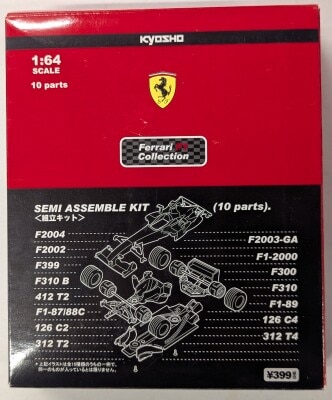 KYOSHO
1:64
SCALE
10 parts
Ferrari F1
Collection
SEMI ASSEMBLE KIT (10 parts).
<組立キット>
F2004
F2002
F399
F310 B
412 T2
F1-87/88C
126 C2
312 T2
F2003-GA
F1-2000
F300
F310
F1-89
126 C4
312 T4
¥399